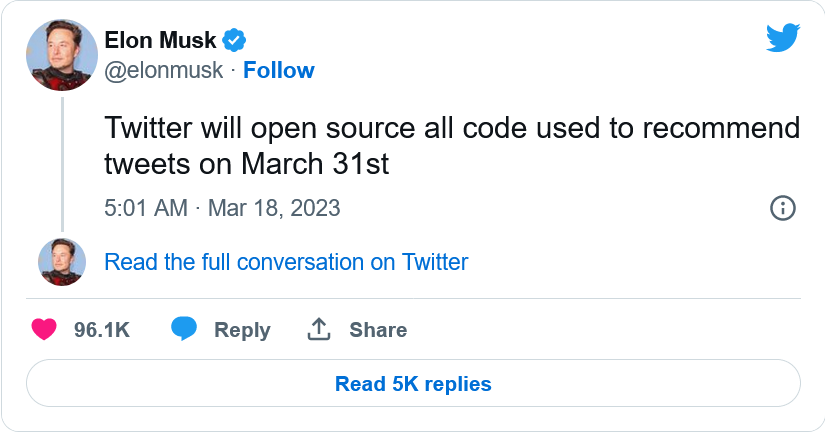 Elon Musk
@elonmusk · Follow
Twitter will open source all code used to recommend
tweets on March 31st
5:01 AM · Mar 18, 2023
Read the full conversation on Twitter
96.1K Reply Share
Read 5K replies